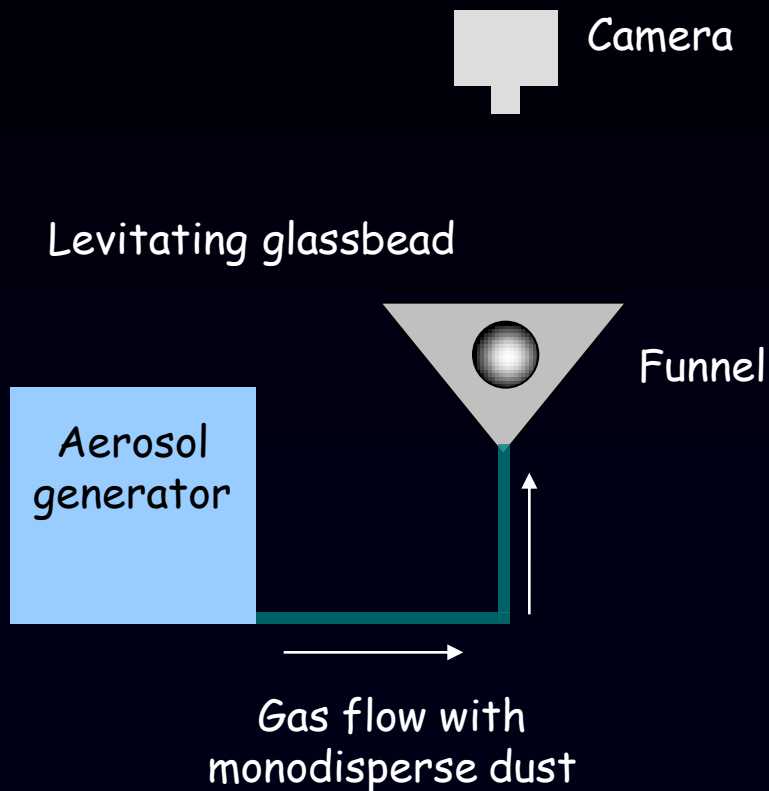 Camera
Levitating glassbead
Funnel
Aerosol
generator
Gas flow with
monodisperse dust